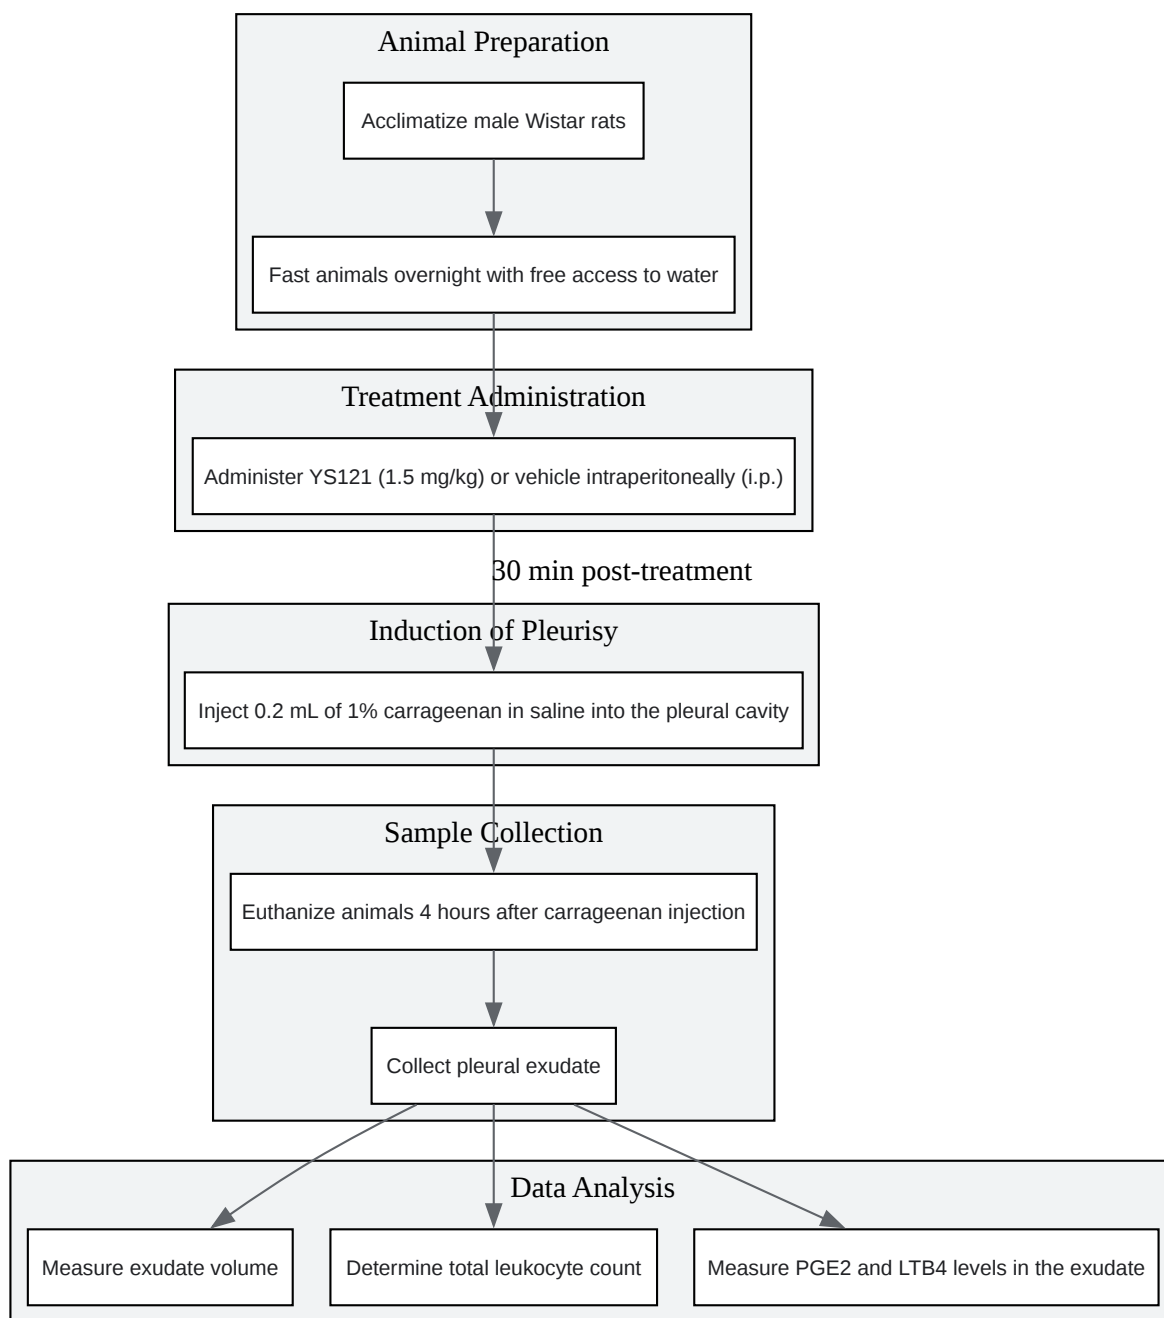 Animal Preparation
Acclimatize male Wistar rats
Fast animals overnight with free access to water
Treatment Administration
Administer YS121 (1.5 mg/kg) or vehicle intraperitoneally (i.p.)
30 min post-treatment
Induction of Pleurisy
Inject 0.2 mL of 1% carrageenan in saline into the pleural cavity
Sample Collection
Euthanize animals 4 hours after carrageenan injection
Collect pleural exudate
Data Analysis
Measure exudate volume
Determine total leukocyte count
Measure PGE2 and LTB4 levels in the exudate